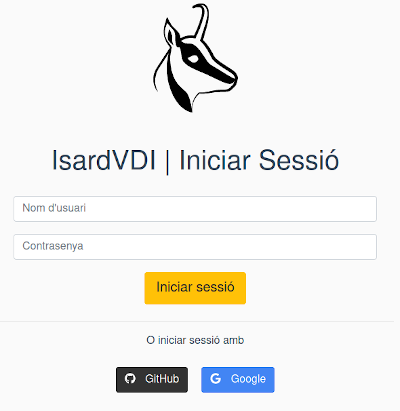 IsardVDI | Iniciar Sessió
Nom d'usuari
Contrasenya
Iniciar sessió
O iniciar sessió amb
GitHub
Google